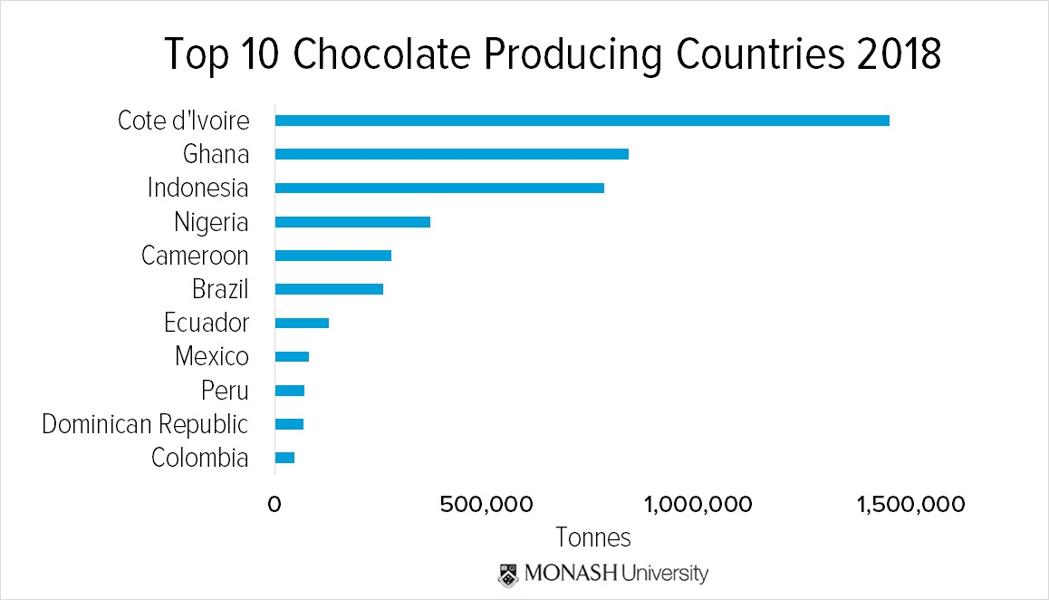 Top 10 Chocolate Producing Countries 2018
Cote d'Ivoire
Ghana
Indonesia
Nigeria
Cameroon
Brazil
Ecuador
Mexico
Peru
Dominican Republic
Colombia
0 500,000 1,000,000 1,500,000
Tonnes
MONASH University